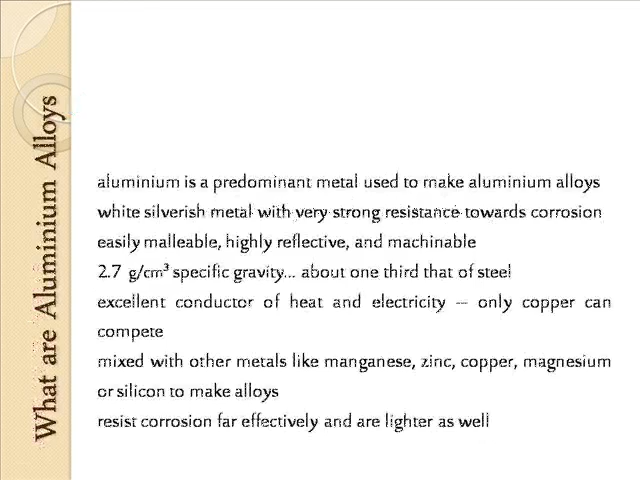 What are Aluminium Alloys
aluminium is a predominant metal used to make aluminium alloys
white silverish metal with very strong resistance towards corrosion
easily malleable, highly reflective, and machinable
2.7 g/cm³ specific gravity... about one third that of steel
excellent conductor of heat and electricity – only copper can
compete
mixed with other metals like manganese, zinc, copper, magnesium
or silicon to make alloys
resist corrosion far effectively and are lighter as well